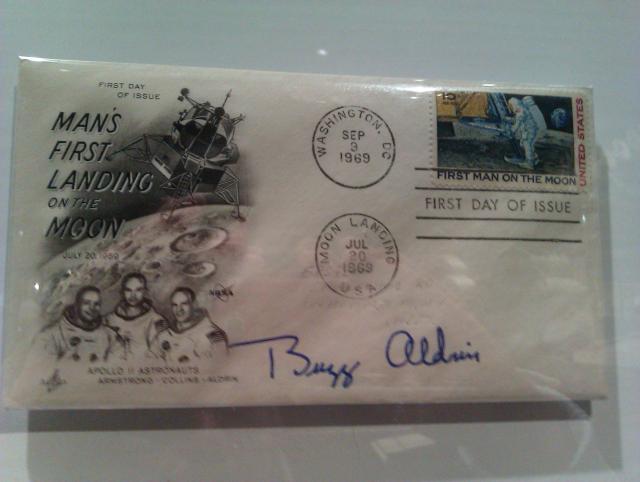 FIRST DAY
OF ISSUE
MAN'S
FIRST
LANDING
ON THE
MOON
JULY 20, 1969
NASA
APOLLO 11 ASTRONAUTS
ARMSTRONG · COLLINS · ALDRIN
WASHINGTON, DC
SEP
9
1969
MOON LANDING
JUL
20
1969
USA
UNITED STATES
FIRST MAN ON THE MOON
FIRST DAY OF ISSUE
Buzz Aldrin